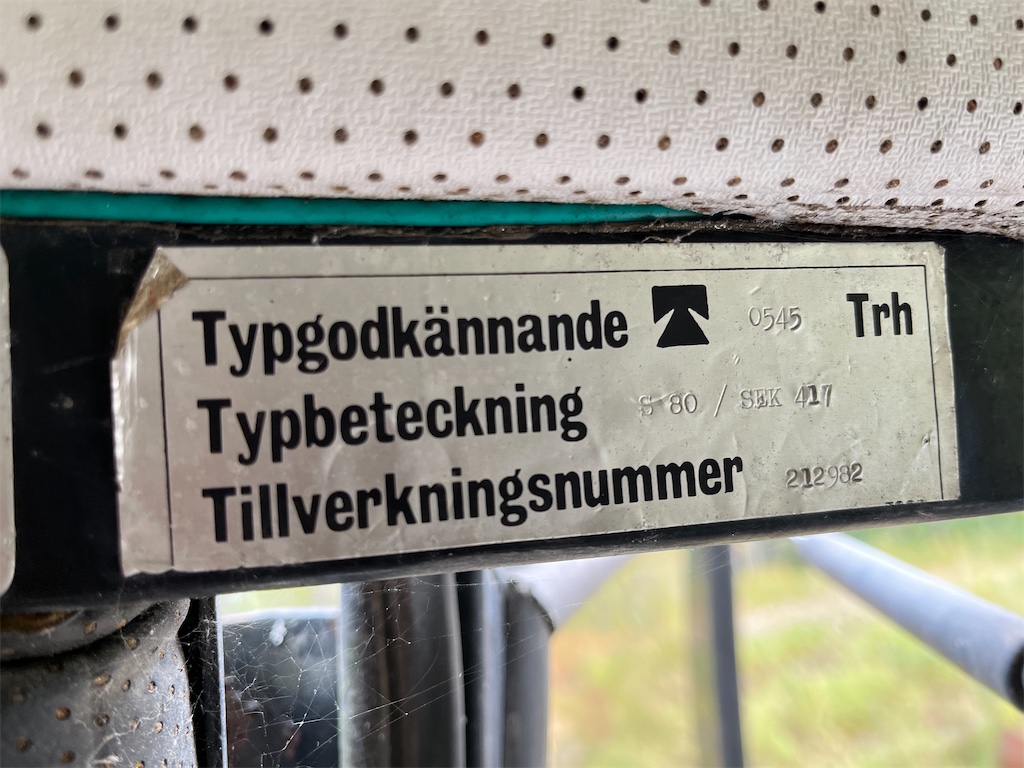 Typgodkännande 0545 Trh
Typbeteckning S 80 / SEK 417
Tillverkningsnummer 212982